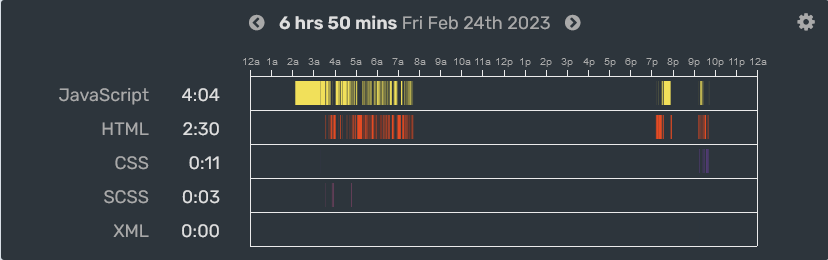 6 hrs 50 mins Fri Feb 24th 2023
12a 1a 2a 3a 4a 5a 6a 7a 8a 9a 10a 11a 12p 1p 2p 3p 4p 5p 6p 7p 8p 9p 10p 11p 12a
JavaScript 4:04
HTML 2:30
CSS 0:11
SCSS 0:03
XML 0:00